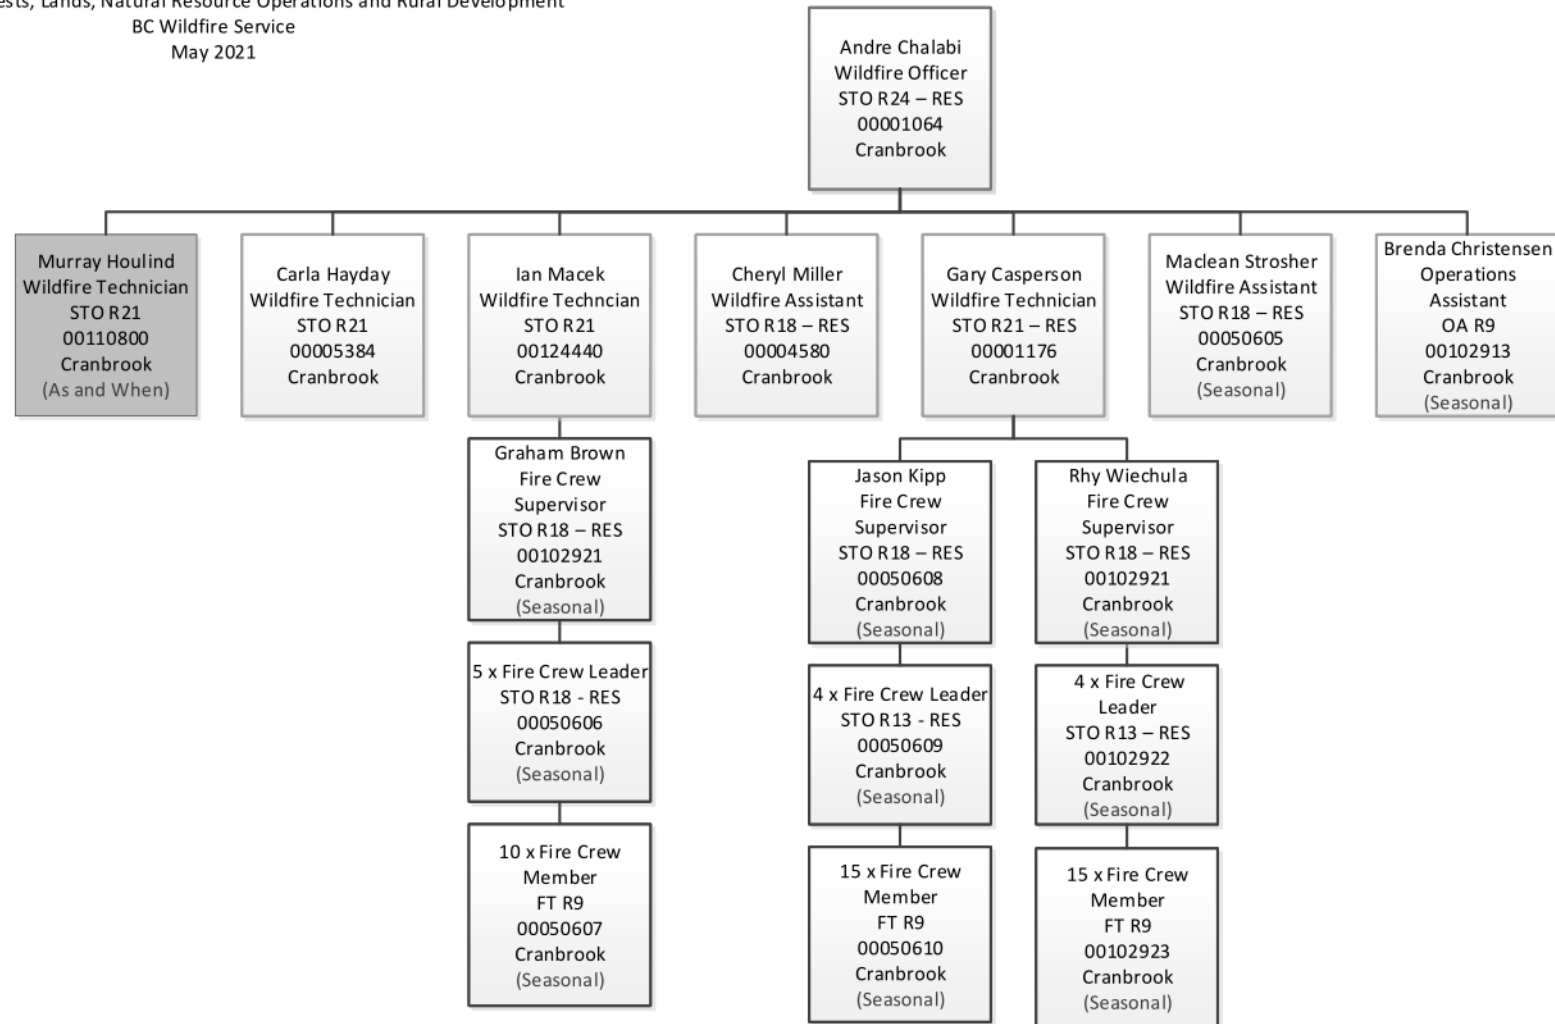 ests, Lands, Natural Resource Operations and Rural Development
BC Wildfire Service
May 2021
Andre Chalabi
Wildfire Officer
STO R24 – RES
00001064
Cranbrook
Murray Houlind
Wildfire Technician
STO R21
00110800
Cranbrook
(As and When)
Carla Hayday
Wildfire Technician
STO R21
00005384
Cranbrook
Ian Macek
Wildfire Techncian
STO R21
00124440
Cranbrook
Cheryl Miller
Wildfire Assistant
STO R18 – RES
00004580
Cranbrook
Gary Casperson
Wildfire Technician
STO R21 – RES
00001176
Cranbrook
Maclean Strosher
Wildfire Assistant
STO R18 – RES
00050605
Cranbrook
(Seasonal)
Brenda Christensen
Operations
Assistant
OA R9
00102913
Cranbrook
(Seasonal)
Graham Brown
Fire Crew
Supervisor
STO R18 – RES
00102921
Cranbrook
(Seasonal)
Jason Kipp
Fire Crew
Supervisor
STO R18 – RES
00050608
Cranbrook
(Seasonal)
Rhy Wiechula
Fire Crew
Supervisor
STO R18 – RES
00102921
Cranbrook
(Seasonal)
5 x Fire Crew Leader
STO R18 - RES
00050606
Cranbrook
(Seasonal)
4 x Fire Crew Leader
STO R13 - RES
00050609
Cranbrook
(Seasonal)
4 x Fire Crew
Leader
STO R13 – RES
00102922
Cranbrook
(Seasonal)
10 x Fire Crew
Member
FT R9
00050607
Cranbrook
(Seasonal)
15 x Fire Crew
Member
FT R9
00050610
Cranbrook
(Seasonal)
15 x Fire Crew
Member
FT R9
00102923
Cranbrook
(Seasonal)